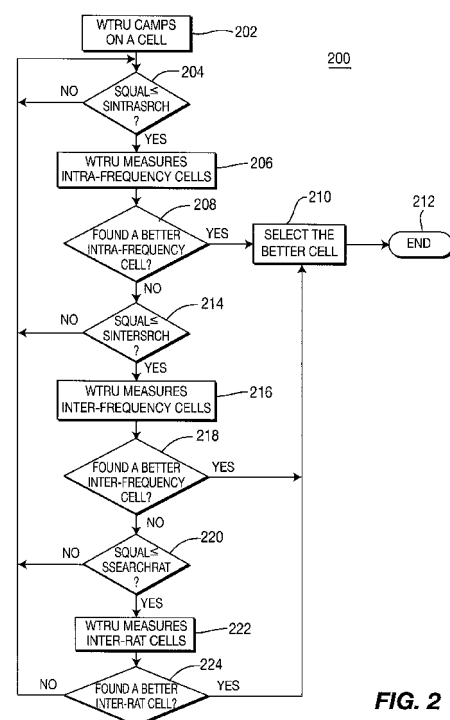 WTRU CAMPS
ON A CELL
202
200
204
NO
SQUAL≤
SINTRASRCH
?
YES
WTRU MEASURES
INTRA-FREQUENCY CELLS
206
208
210
212
FOUND A BETTER
INTRA-FREQUENCY
CELL?
YES
SELECT THE
BETTER CELL
END
NO
214
NO
SQUAL≤
SINTERSRCH
?
YES
WTRU MEASURES
INTER-FREQUENCY CELLS
216
218
FOUND A BETTER
INTER-FREQUENCY
CELL?
YES
NO
220
NO
SQUAL≤
SSEARCHRAT
?
YES
WTRU MEASURES
INTER-RAT CELLS
222
224
NO
FOUND A BETTER
INTER-RAT CELL?
YES
FIG. 2